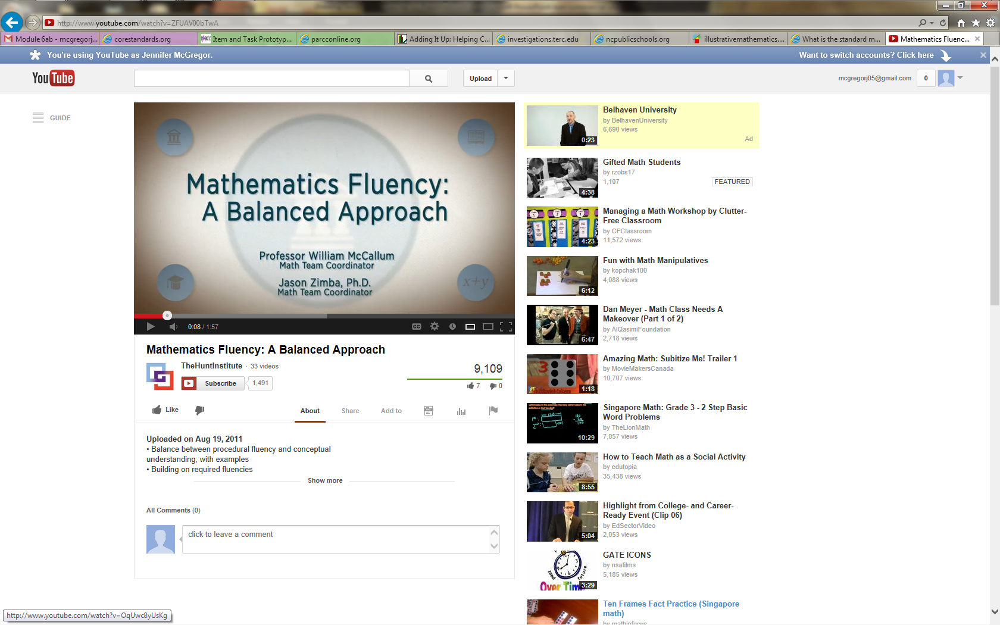 http://www.youtube.com/watch?v=ZFUAV00bTwA
Module 6ab - mcgregorj...
corestandards.org
PARCC Item and Task Prototyp...
parcconline.org
Adding It Up: Helping C...
investigations.terc.edu
ncpublicschools.org
illustrativemathematics....
What is the standard m...
Mathematics Fluenc...
You're using YouTube as Jennifer McGregor.
Want to switch accounts? Click here
YouTube
Upload
mcgregorj05@gmail.com
0
GUIDE
Mathematics Fluency:
A Balanced Approach
Professor William McCallum
Math Team Coordinator
Jason Zimba, Ph.D.
Math Team Coordinator
x+y
0:08 / 1:57
CC
Mathematics Fluency: A Balanced Approach
TheHuntInstitute · 33 videos
Subscribe
1,491
9,109
7
0
Like
About
Share
Add to
Uploaded on Aug 19, 2011
• Balance between procedural fluency and conceptual
understanding, with examples
• Building on required fluencies
Show more
All Comments (0)
click to leave a comment
Belhaven University
by BelhavenUniversity
6,690 views
Ad
0:23
Gifted Math Students
by rzobs17
1,107
FEATURED
4:38
Managing a Math Workshop by Clutter-
Free Classroom
by CFClassroom
11,572 views
4:23
Fun with Math Manipulatives
by kopchak100
4,088 views
6:12
Dan Meyer - Math Class Needs A
Makeover (Part 1 of 2)
by AlQasimiFoundation
2,718 views
6:47
Amazing Math: Subitize Me! Trailer 1
by MovieMakersCanada
10,707 views
3
MovieMakers
1:18
Singapore Math: Grade 3 - 2 Step Basic
Word Problems
by TheLionMath
7,057 views
10:29
How to Teach Math as a Social Activity
by edutopia
35,438 views
8:55
Highlight from College- and Career-
Ready Event (Clip 06)
by EdSectorVideo
2,053 views
5:04
GATE ICONS
by nsafilms
5,185 views
past
future
Over Time
3:29
Ten Frames Fact Practice (Singapore
math)
by mathinfocus
http://www.youtube.com/watch?v=OqUwc8yUsKg